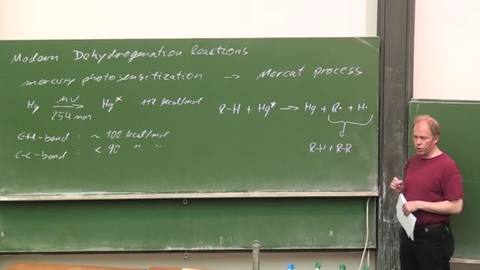 Modern Dehydrogenation Reactions
mercury photosensitization → Mercat process
Hg hν → 254 nm Hg* 112 kcal/mol R-H + Hg* → Hg + R• + H•
C-H-bond = ~ 100 kcal/mol
C-C-bond = < 90 " "
R-H + R-R